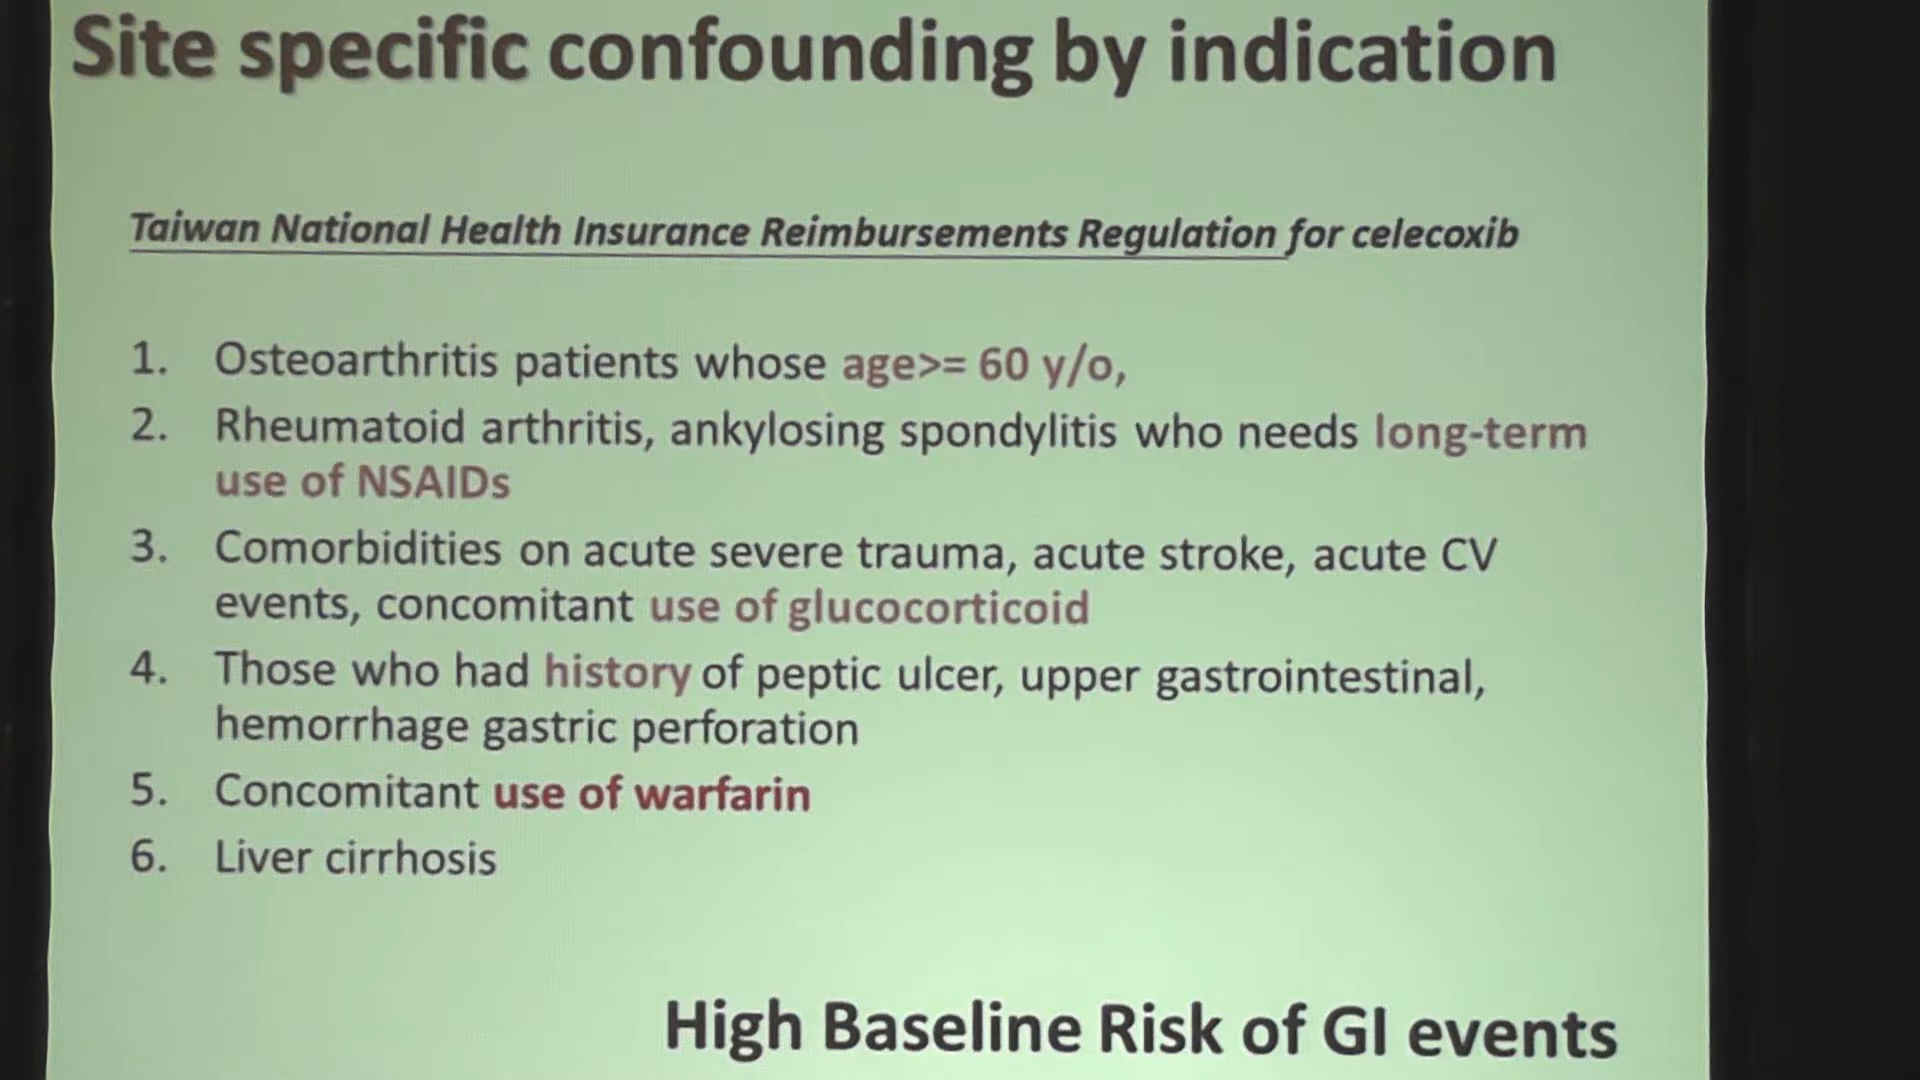 Site specific confounding by indication
Taiwan National Health Insurance Reimbursements Regulation for celecoxib
1. Osteoarthritis patients whose age>= 60 y/o,
2. Rheumatoid arthritis, ankylosing spondylitis who needs long-term
use of NSAIDs
3. Comorbidities on acute severe trauma, acute stroke, acute CV
events, concomitant use of glucocorticoid
4. Those who had history of peptic ulcer, upper gastrointestinal,
hemorrhage gastric perforation
5. Concomitant use of warfarin
6. Liver cirrhosis
High Baseline Risk of GI events